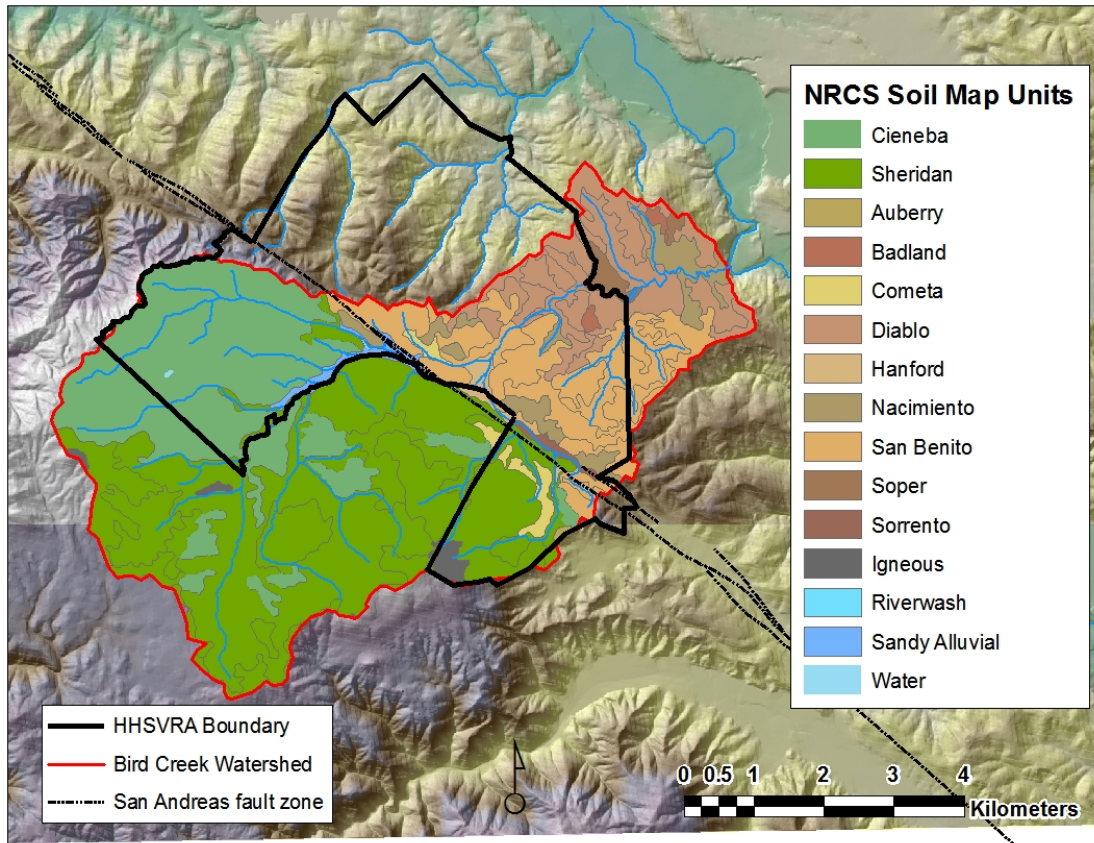 NRCS Soil Map Units
Cieneba
Sheridan
Auberry
Badland
Cometa
Diablo
Hanford
Nacimiento
San Benito
Soper
Sorrento
Igneous
Riverwash
Sandy Alluvial
Water
HHSVRA Boundary
Bird Creek Watershed
San Andreas fault zone
0 0.5 1 2 3 4
Kilometers